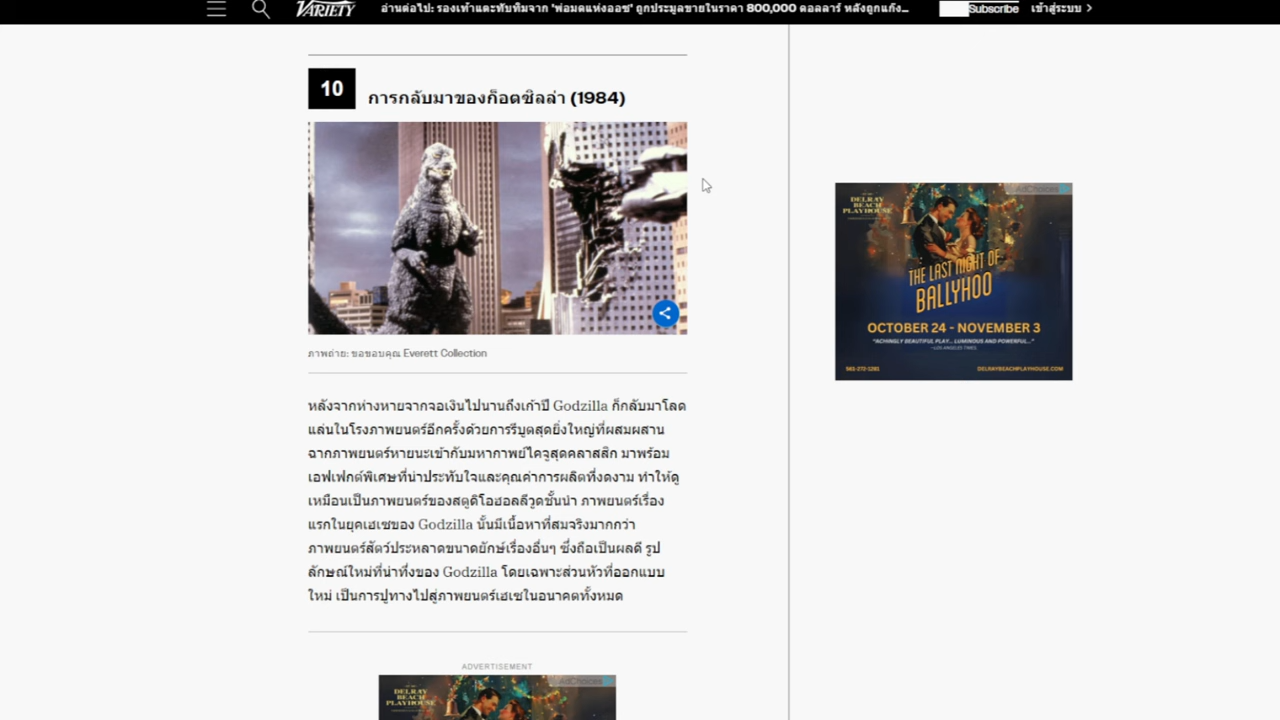 VARIETY
อ่านต่อไป: รองเท้าแตะทับทิมจาก 'พ่อมดแห่งออซ' ถูกประมูลขายในราคา 800,000 ดอลลาร์ หลังถูกแก๊ง...
Subscribe
เข้าสู่ระบบ
10
การกลับมาของก็อตซิลล่า (1984)
ภาพถ่าย: ขอขอบคุณ Everett Collection
หลังจากห่างหายจากจอเงินไปนานถึงเก้าปี Godzilla ก็กลับมาโลด
แล่นในโรงภาพยนตร์อีกครั้งด้วยการรีบูตสุดยิ่งใหญ่ที่ผสมผสาน
ฉากภาพยนตร์หายนะเข้ากับมหากาพย์ไคจูสุดคลาสสิก มาพร้อม
เอฟเฟกต์พิเศษที่น่าประทับใจและคุณค่าการผลิตที่งดงาม ทำให้ดู
เหมือนเป็นภาพยนตร์ของสตูดิโอฮอลลีวูดชั้นนำ ภาพยนตร์เรื่อง
แรกในยุคเฮเซของ Godzilla นั้นมีเนื้อหาที่สมจริงมากกว่า
ภาพยนตร์สัตว์ประหลาดขนาดยักษ์เรื่องอื่นๆ ซึ่งถือเป็นผลดี รูป
ลักษณ์ใหม่ที่น่าทึ่งของ Godzilla โดยเฉพาะส่วนหัวที่ออกแบบ
ใหม่ เป็นการปูทางไปสู่ภาพยนตร์เฮเซในอนาคตทั้งหมด
AdChoices
DELRAY
BEACH
PLAYHOUSE
THE LAST NIGHT OF
BALLYHOO
OCTOBER 24 - NOVEMBER 3
"ACHINGLY BEAUTIFUL, PLAY... LUMINOUS AND POWERFUL..."
-LOS ANGELES TIMES
561-272-1281
DELRAYBEACHPLAYHOUSE.COM
ADVERTISEMENT
AdChoices
DELRAY
BEACH
PLAYHOUSE